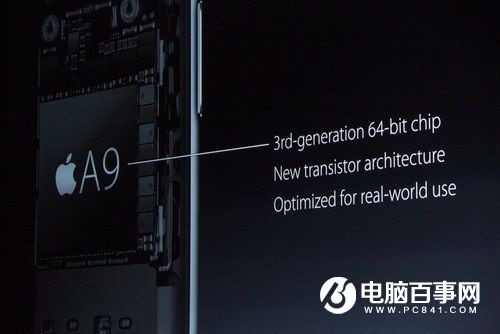 A9
3rd-generation 64-bit chip
New transistor architecture
Optimized for real-world use
电脑百事网
WWW.PC841.COM